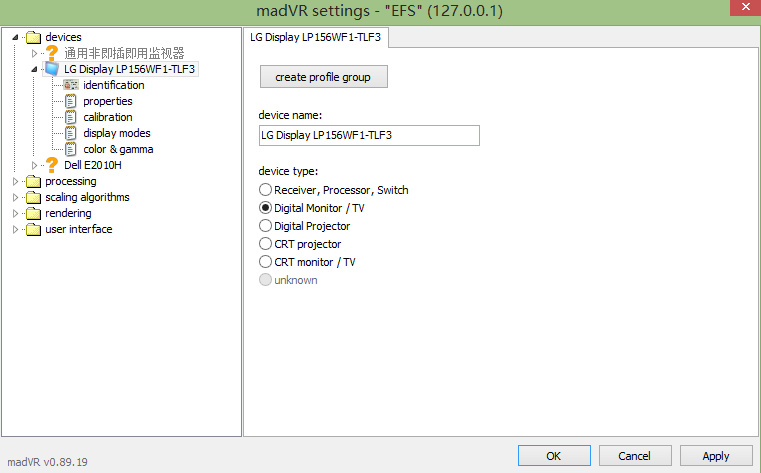 madVR settings - "EFS" (127.0.0.1)
devices
通用非即插即用监视器
LG Display LP156WF1-TLF3
identification
properties
calibration
display modes
color & gamma
Dell E2010H
processing
scaling algorithms
rendering
user interface
LG Display LP156WF1-TLF3
create profile group
device name:
LG Display LP156WF1-TLF3
device type:
Receiver, Processor, Switch
Digital Monitor / TV
Digital Projector
CRT projector
CRT monitor / TV
unknown
madVR v0.89.19
OK
Cancel
Apply